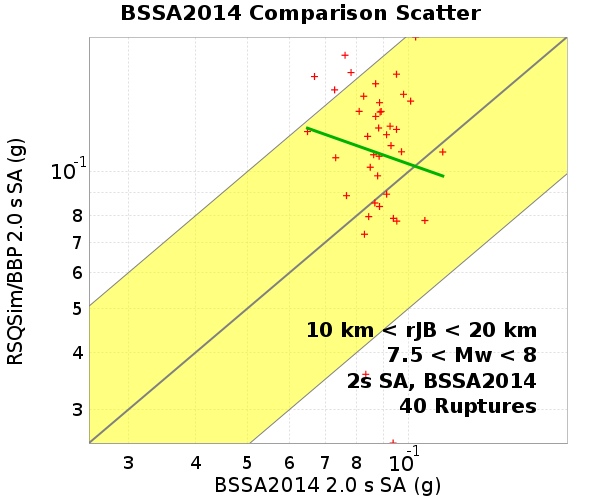 BSSA2014 Comparison Scatter
RSQSim/BBP 2.0 s SA (g)
10-1
8
7
6
5
4
3
10 km < rJB < 20 km
7.5 < Mw < 8
2s SA, BSSA2014
40 Ruptures
3 4 5 6 7 8 10-1
BSSA2014 2.0 s SA (g)